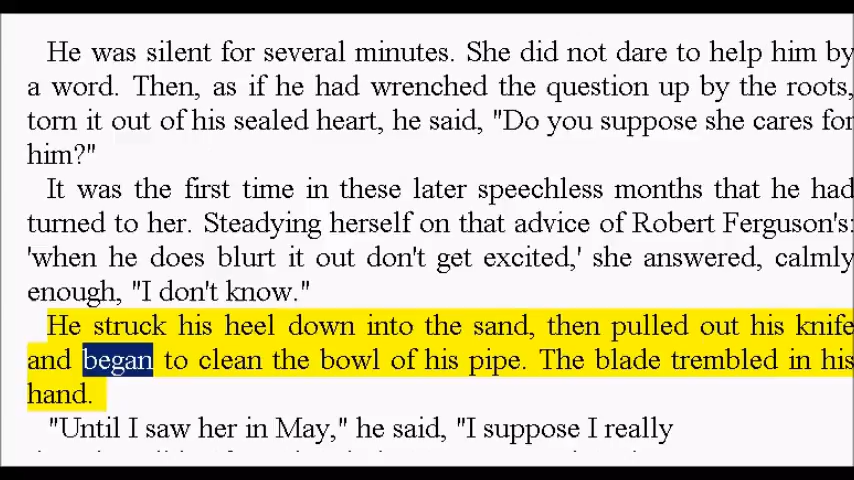 He was silent for several minutes. She did not dare to help him by
a word. Then, as if he had wrenched the question up by the roots,
torn it out of his sealed heart, he said, "Do you suppose she cares for
him?"
It was the first time in these later speechless months that he had
turned to her. Steadying herself on that advice of Robert Ferguson's:
'when he does blurt it out don't get excited,' she answered, calmly
enough, "I don't know."
He struck his heel down into the sand, then pulled out his knife
and began to clean the bowl of his pipe. The blade trembled in his
hand.
"Until I saw her in May," he said, "I suppose I really